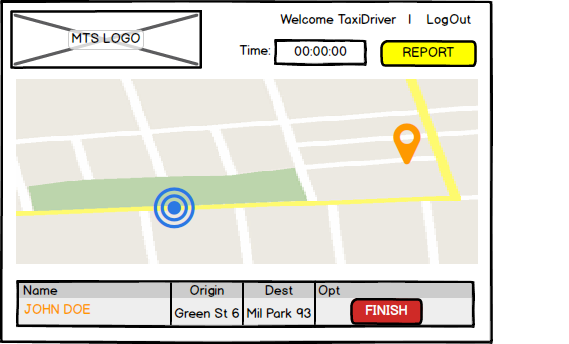 Welcome TaxiDriver | LogOut
MTS LOGO
Time: 00:00:00 REPORT
Name Origin Dest Opt
JOHN DOE Green St 6 Mil Park 93 FINISH